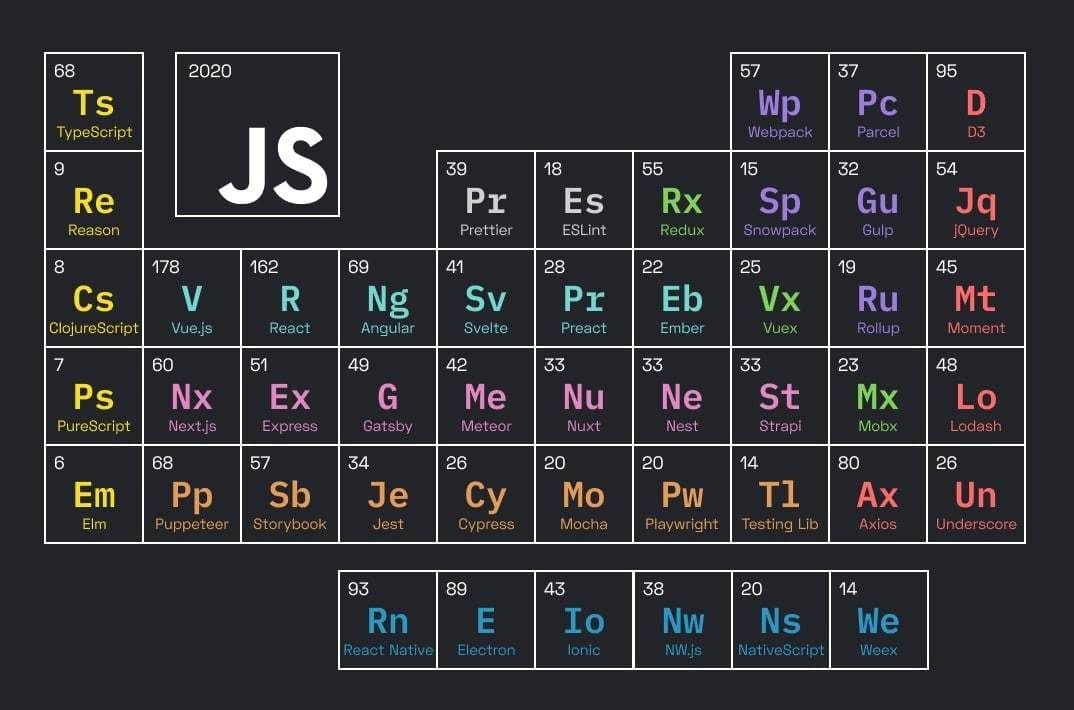 68
Ts
TypeScript
2020
JS
57
Wp
Webpack
37
Pc
Parcel
95
D
D3
9
Re
Reason
39
Pr
Prettier
18
Es
ESLint
55
Rx
Redux
15
Sp
Snowpack
32
Gu
Gulp
54
Jq
jQuery
8
Cs
ClojureScript
178
V
Vue.js
162
R
React
69
Ng
Angular
41
Sv
Svelte
28
Pr
Preact
22
Eb
Ember
25
Vx
Vuex
19
Ru
Rollup
45
Mt
Moment
7
Ps
PureScript
60
Nx
Next.js
51
Ex
Express
49
G
Gatsby
42
Me
Meteor
33
Nu
Nuxt
33
Ne
Nest
33
St
Strapi
23
Mx
Mobx
48
Lo
Lodash
6
Em
Elm
68
Pp
Puppeteer
57
Sb
Storybook
34
Je
Jest
26
Cy
Cypress
20
Mo
Mocha
20
Pw
Playwright
14
Tl
Testing Lib
80
Ax
Axios
26
Un
Underscore
93
Rn
React Native
89
E
Electron
43
Io
Ionic
38
Nw
NW.js
20
Ns
NativeScript
14
We
Weex